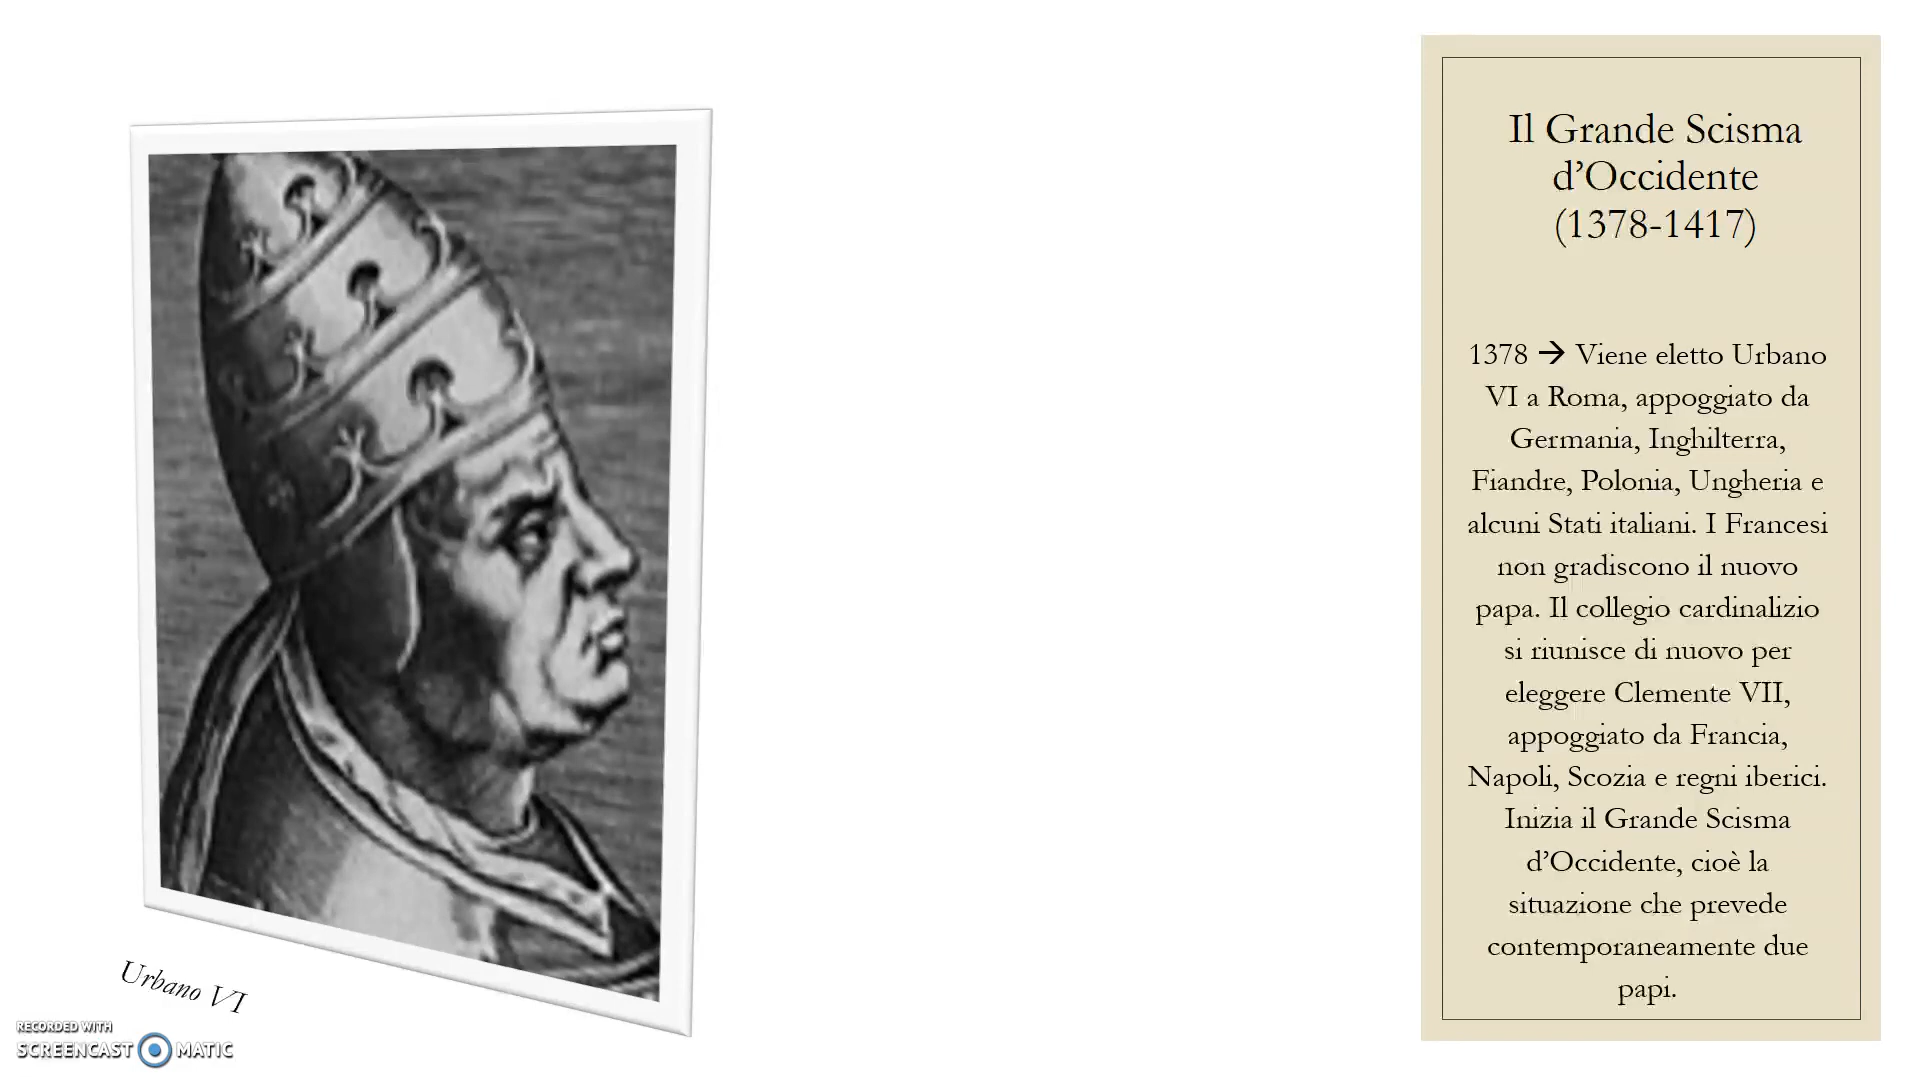 Il Grande Scisma
d’Occidente
(1378-1417)
1378 → Viene eletto Urbano
VI a Roma, appoggiato da
Germania, Inghilterra,
Fiandre, Polonia, Ungheria e
alcuni Stati italiani. I Francesi
non gradiscono il nuovo
papa. Il collegio cardinalizio
si riunisce di nuovo per
eleggere Clemente VII,
appoggiato da Francia,
Napoli, Scozia e regni iberici.
Inizia il Grande Scisma
d’Occidente, cioè la
situazione che prevede
contemporaneamente due
papi.
Urbano VI
RECORDED WITH
SCREENCAST MATIC